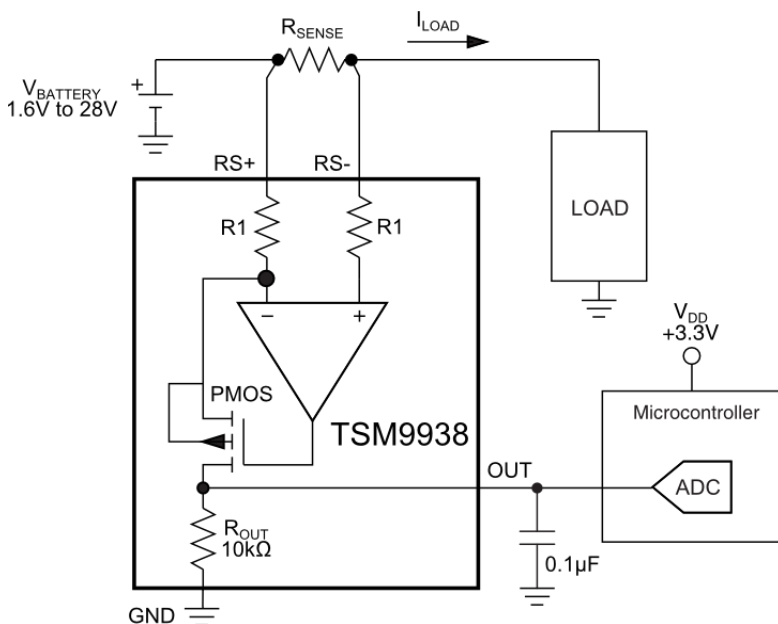 RSENSE
ILOAD
VBATTERY
1.6V to 28V
+
RS+
RS-
R1
R1
LOAD
−
+
VDD
+3.3V
PMOS
TSM9938
Microcontroller
OUT
ADC
ROUT
10kΩ
0.1µF
GND